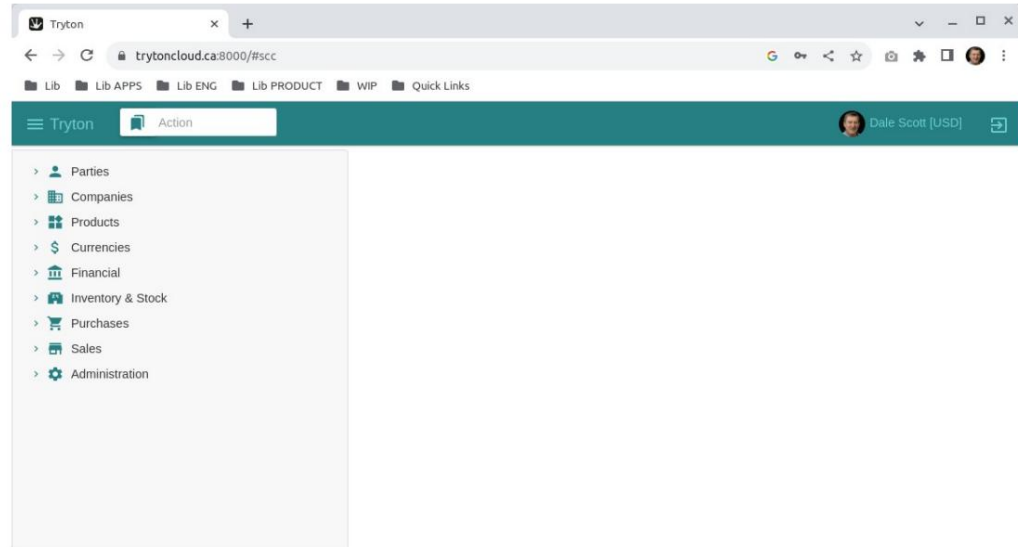 Tryton
trytoncloud.ca:8000/#scc
Lib Lib APPS Lib ENG Lib PRODUCT WIP Quick Links
Tryton Action Dale Scott [USD]
Parties
Companies
Products
Currencies
Financial
Inventory & Stock
Purchases
Sales
Administration